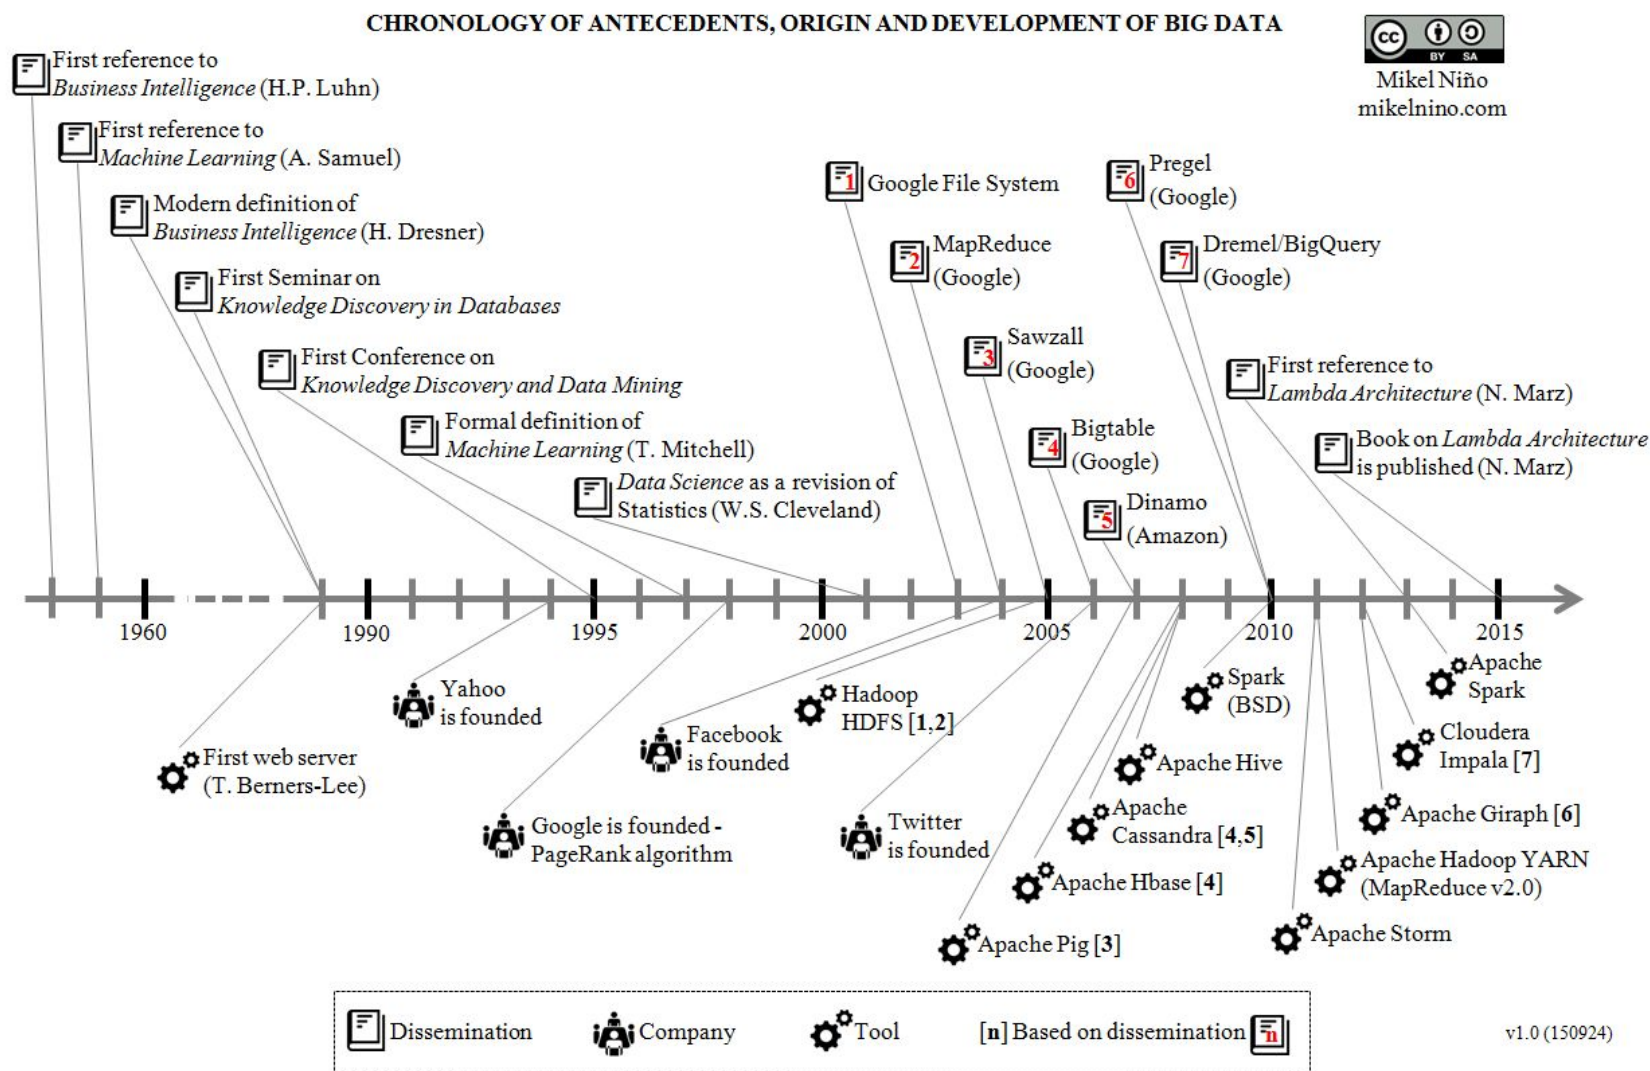 CHRONOLOGY OF ANTECEDENTS, ORIGIN AND DEVELOPMENT OF BIG DATA
cc
BY SA
Mikel Niño
mikelnino.com
First reference to
Business Intelligence (H.P. Luhn)
First reference to
Machine Learning (A. Samuel)
Modern definition of
Business Intelligence (H. Dresner)
First Seminar on
Knowledge Discovery in Databases
First Conference on
Knowledge Discovery and Data Mining
Formal definition of
Machine Learning (T. Mitchell)
Data Science as a revision of
Statistics (W.S. Cleveland)
1 Google File System
2 MapReduce
(Google)
3 Sawzall
(Google)
4 Bigtable
(Google)
5 Dinamo
(Amazon)
6 Pregel
(Google)
7 Dremel/BigQuery
(Google)
First reference to
Lambda Architecture (N. Marz)
Book on Lambda Architecture
is published (N. Marz)
1960 1990 1995 2000 2005 2010 2015
First web server
(T. Berners-Lee)
Yahoo
is founded
Google is founded -
PageRank algorithm
Facebook
is founded
Hadoop
HDFS [1,2]
Twitter
is founded
Apache Pig [3]
Apache Hbase [4]
Apache
Cassandra [4,5]
Apache Hive
Spark
(BSD)
Apache Storm
Apache Hadoop YARN
(MapReduce v2.0)
Apache Giraph [6]
Cloudera
Impala [7]
Apache
Spark
Dissemination Company Tool [n] Based on dissemination n
v1.0 (150924)